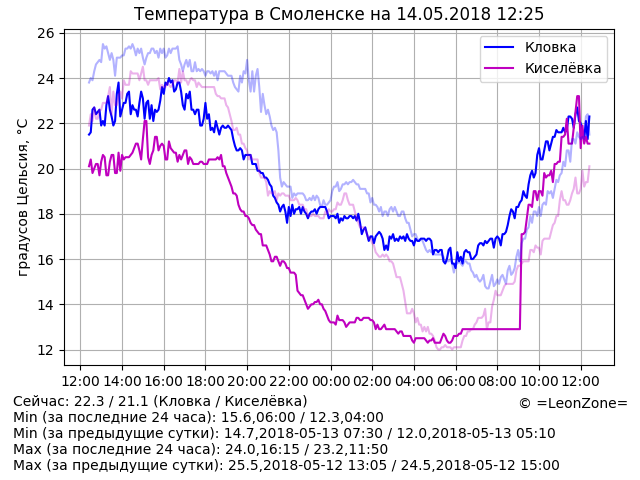 Температура в Смоленске на 14.05.2018 12:25
26
24
22
20
18
16
14
12
градусов Цельсия, °C
Кловка
Киселёвка
12:00 14:00 16:00 18:00 20:00 22:00 00:00 02:00 04:00 06:00 08:00 10:00 12:00
Сейчас: 22.3 / 21.1 (Кловка / Киселёвка)
© =LeonZone=
Min (за последние 24 часа): 15.6,06:00 / 12.3,04:00
Min (за предыдущие сутки): 14.7,2018-05-13 07:30 / 12.0,2018-05-13 05:10
Max (за последние 24 часа): 24.0,16:15 / 23.2,11:50
Max (за предыдущие сутки): 25.5,2018-05-12 13:05 / 24.5,2018-05-12 15:00